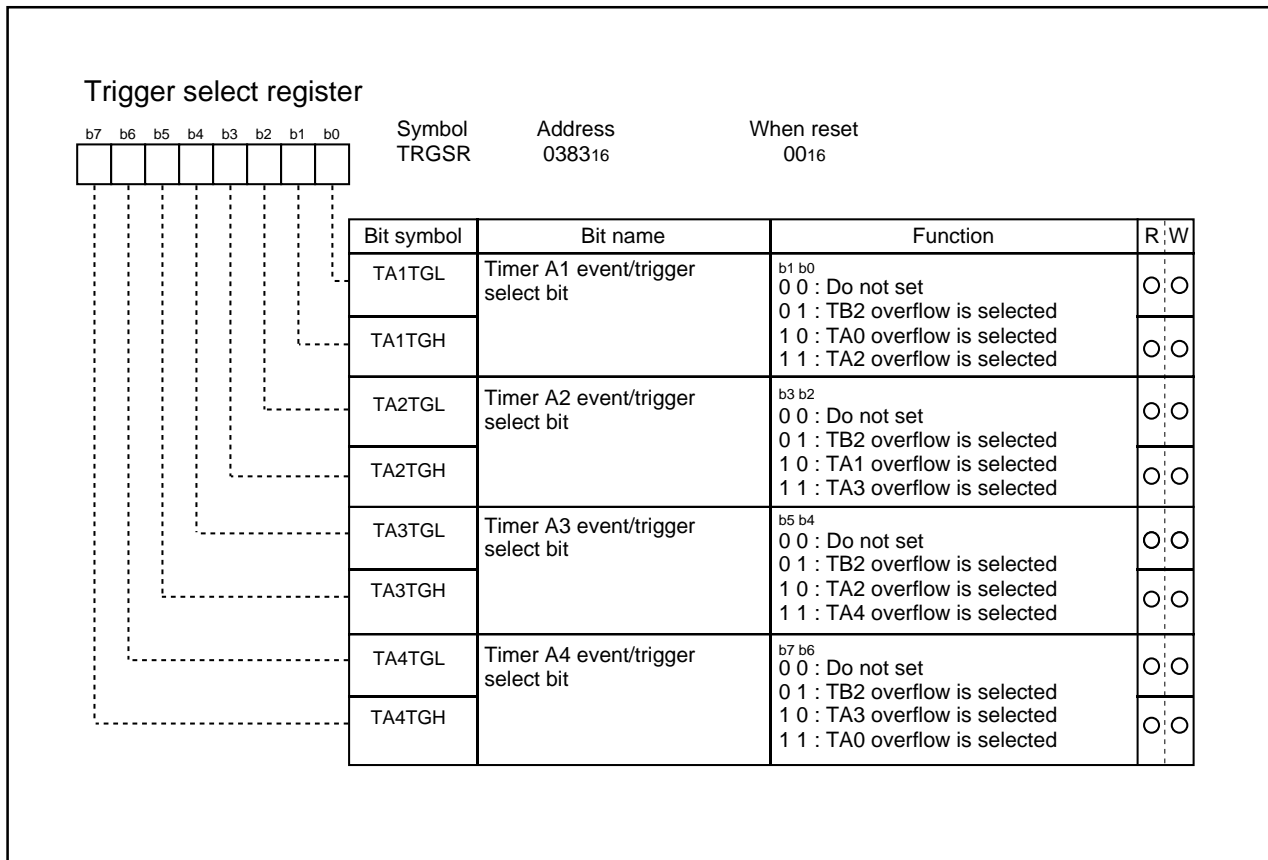 Trigger select register
b7 b6 b5 b4 b3 b2 b1 b0
Symbol Address When reset
TRGSR 038316 0016
Bit symbol Bit name Function R W
TA1TGL
TA1TGH
Timer A1 event/trigger
select bit
b1 b0
0 0 : Do not set
0 1 : TB2 overflow is selected
1 0 : TA0 overflow is selected
1 1 : TA2 overflow is selected
TA2TGL
TA2TGH
Timer A2 event/trigger
select bit
b3 b2
0 0 : Do not set
0 1 : TB2 overflow is selected
1 0 : TA1 overflow is selected
1 1 : TA3 overflow is selected
TA3TGL
TA3TGH
Timer A3 event/trigger
select bit
b5 b4
0 0 : Do not set
0 1 : TB2 overflow is selected
1 0 : TA2 overflow is selected
1 1 : TA4 overflow is selected
TA4TGL
TA4TGH
Timer A4 event/trigger
select bit
b7 b6
0 0 : Do not set
0 1 : TB2 overflow is selected
1 0 : TA3 overflow is selected
1 1 : TA0 overflow is selected